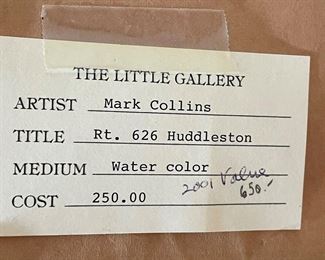 THE LITTLE GALLERY
ARTIST Mark Collins
TITLE Rt. 626 Huddleston
MEDIUM Water color
COST 250.00 2001 Value
650.-